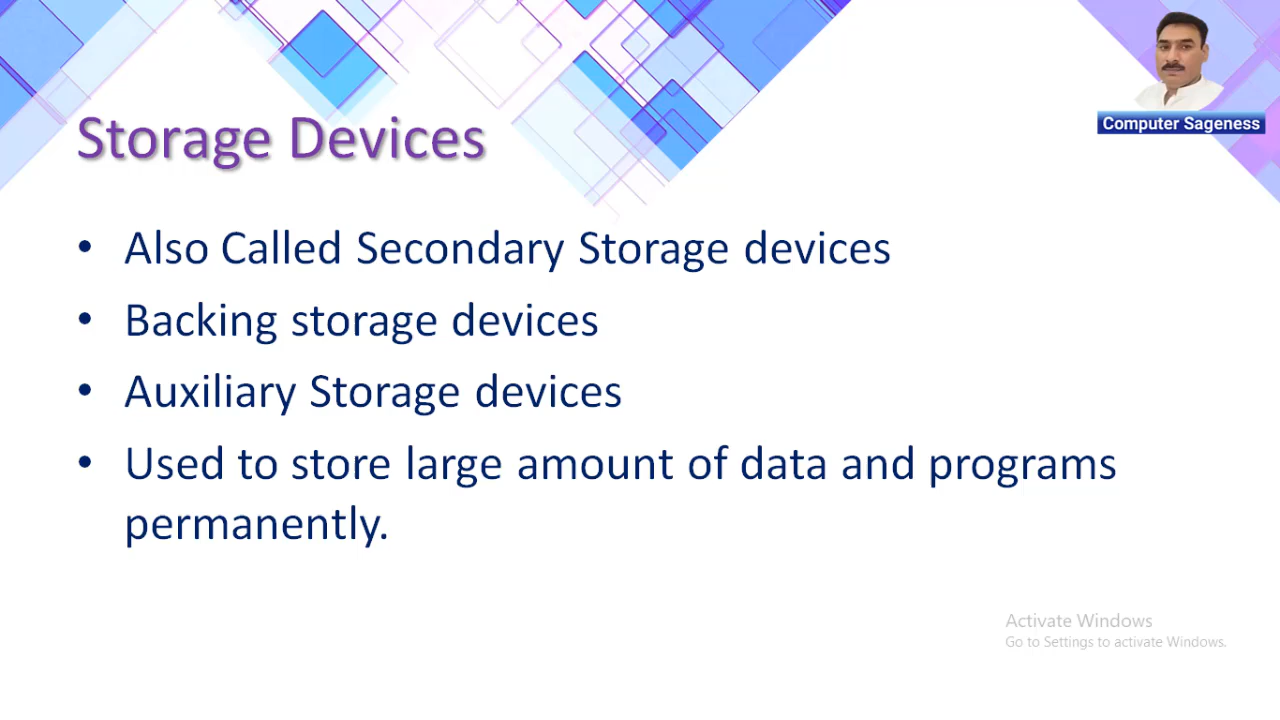 Computer Sageness
Storage Devices
• Also Called Secondary Storage devices
• Backing storage devices
• Auxiliary Storage devices
• Used to store large amount of data and programs
permanently.
Activate Windows
Go to Settings to activate Windows.